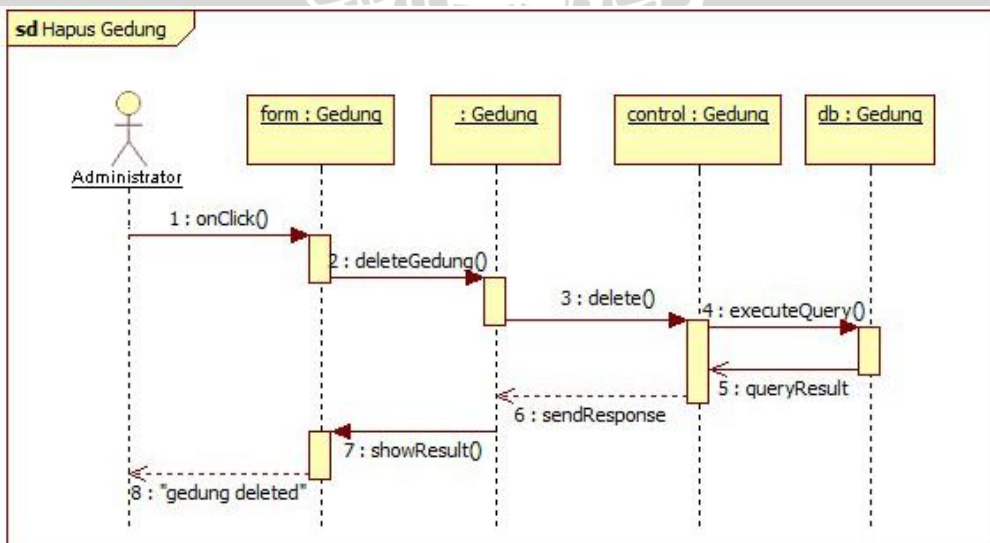 sd Hapus Gedung
Administrator
form : Gedung
: Gedung
control : Gedung
db : Gedung
1 : onClick()
2 : deleteGedung()
3 : delete()
4 : executeQuery()
5 : queryResult
6 : sendResponse
7 : showResult()
8 : "gedung deleted"